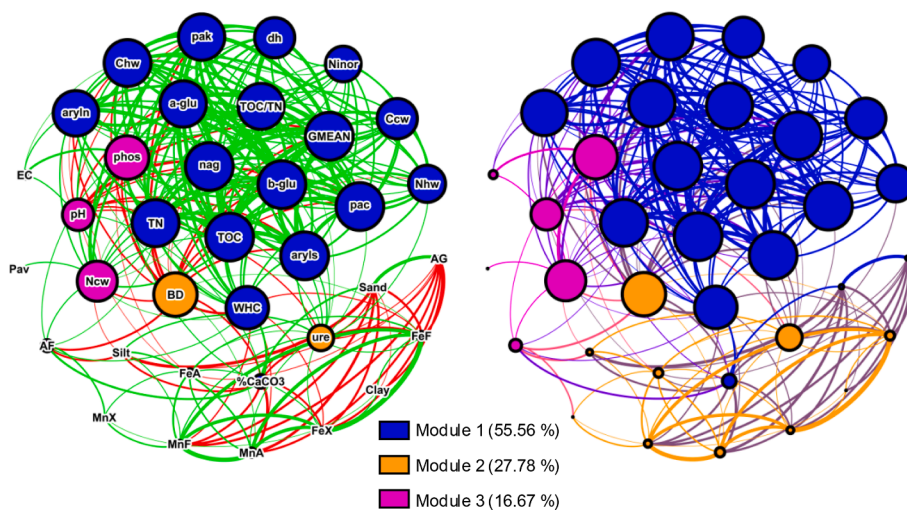 pak
dh
Chw
Ninor
a-glu
TOC/TN
aryln
Ccw
GMEAN
phos
nag
EC
b-glu
Nhw
pac
pH
TN
TOC
aryls
AG
Pav
Ncw
Sand
BD
WHC
ure
FeF
AF
Silt
FeA
%CaCO3
Clay
MnX
FeX
MnF
MnA
Module 1 (55.56 %)
Module 2 (27.78 %)
Module 3 (16.67 %)